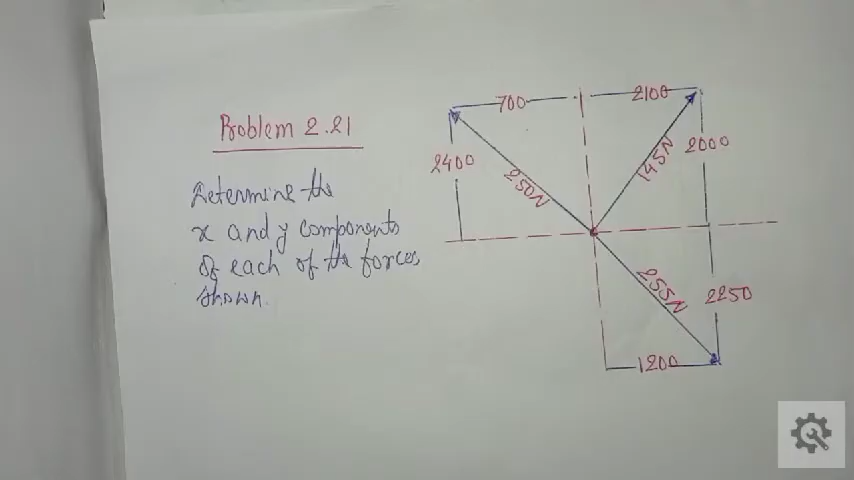 Problem 2.21
Determine the
x and y components
of each of the forces
shown.
700
2100
2400
250N
145N
2000
255N
2250
1200